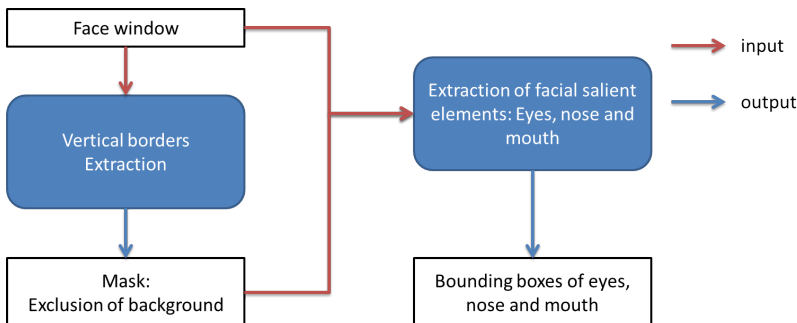 Face window
Vertical borders
Extraction
Mask:
Exclusion of background
Extraction of facial salient
elements: Eyes, nose and
mouth
Bounding boxes of eyes,
nose and mouth
input
output